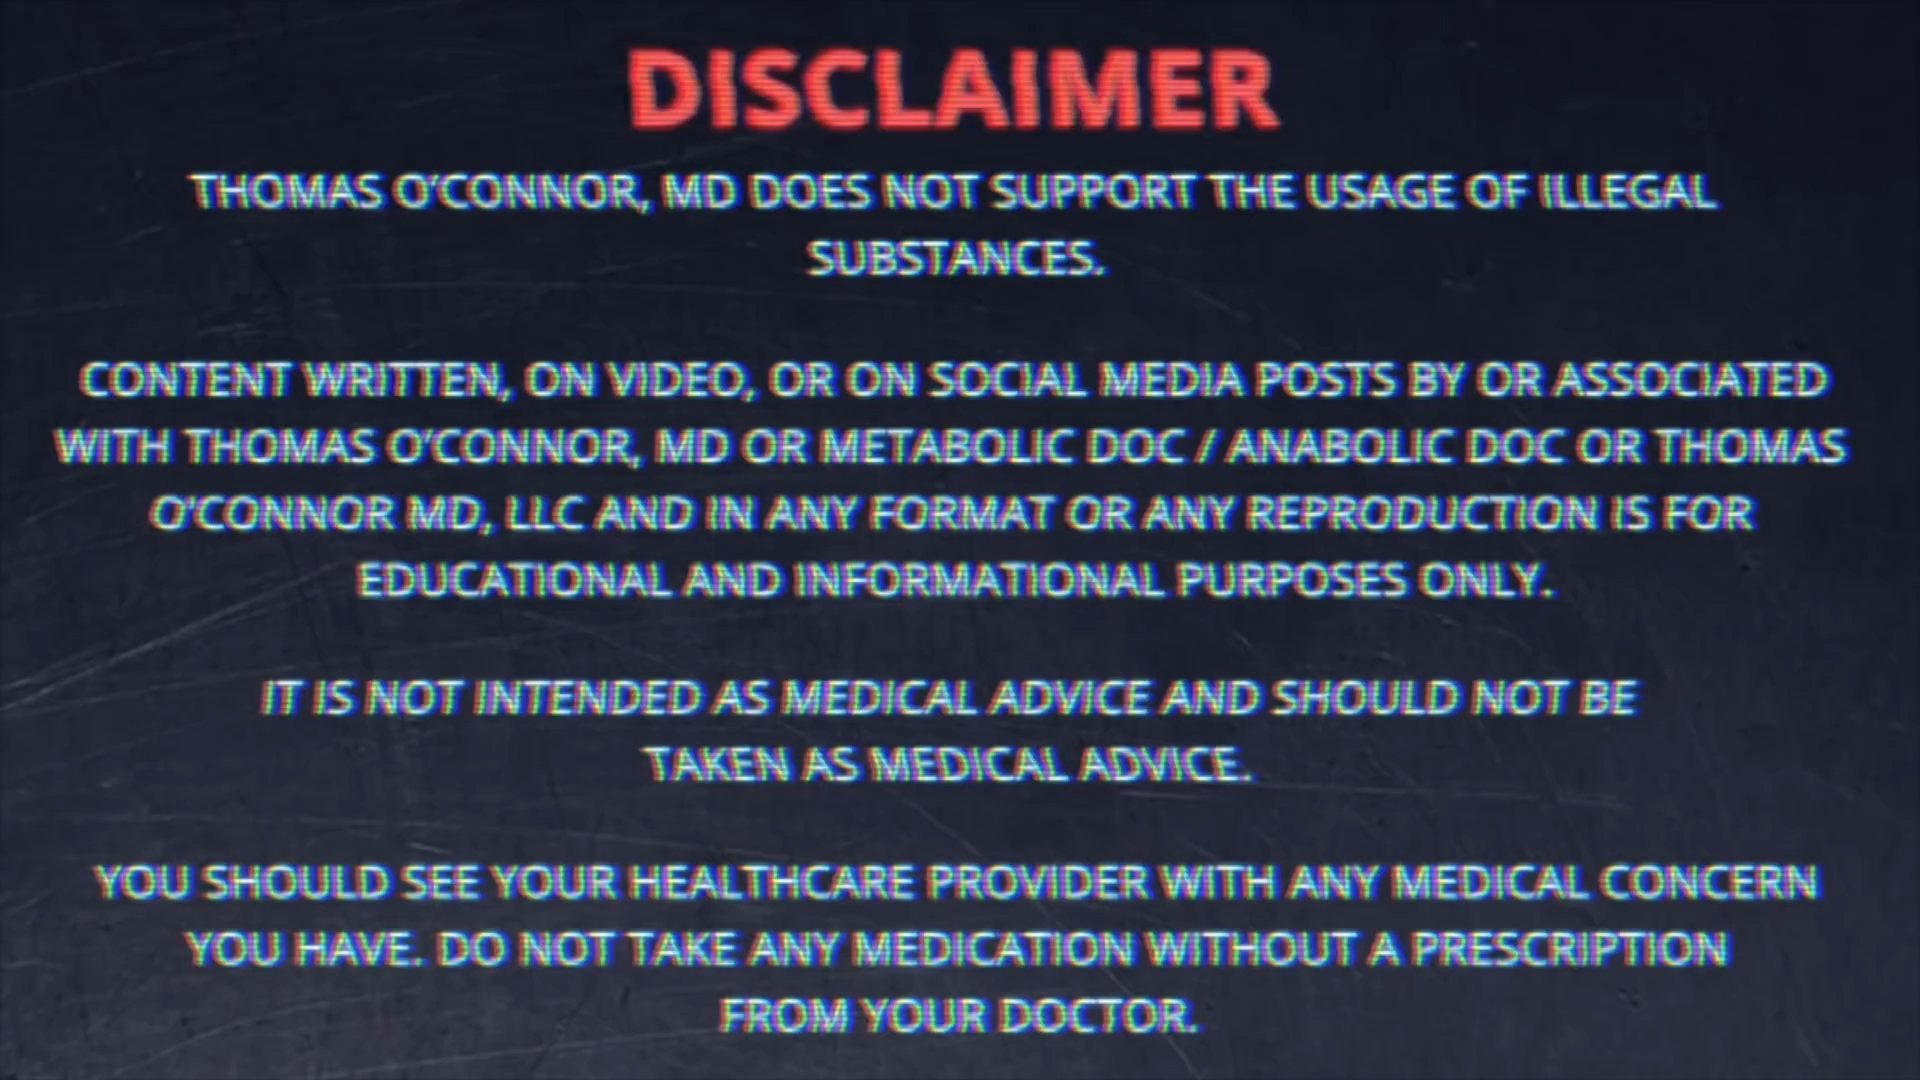 DISCLAIMER
THOMAS O'CONNOR, MD DOES NOT SUPPORT THE USAGE OF ILLEGAL
SUBSTANCES.
CONTENT WRITTEN, ON VIDEO, OR ON SOCIAL MEDIA POSTS BY OR ASSOCIATED
WITH THOMAS O'CONNOR, MD OR METABOLIC DOC / ANABOLIC DOC OR THOMAS
O'CONNOR MD, LLC AND IN ANY FORMAT OR ANY REPRODUCTION IS FOR
EDUCATIONAL AND INFORMATIONAL PURPOSES ONLY.
IT IS NOT INTENDED AS MEDICAL ADVICE AND SHOULD NOT BE
TAKEN AS MEDICAL ADVICE.
YOU SHOULD SEE YOUR HEALTHCARE PROVIDER WITH ANY MEDICAL CONCERN
YOU HAVE. DO NOT TAKE ANY MEDICATION WITHOUT A PRESCRIPTION
FROM YOUR DOCTOR.